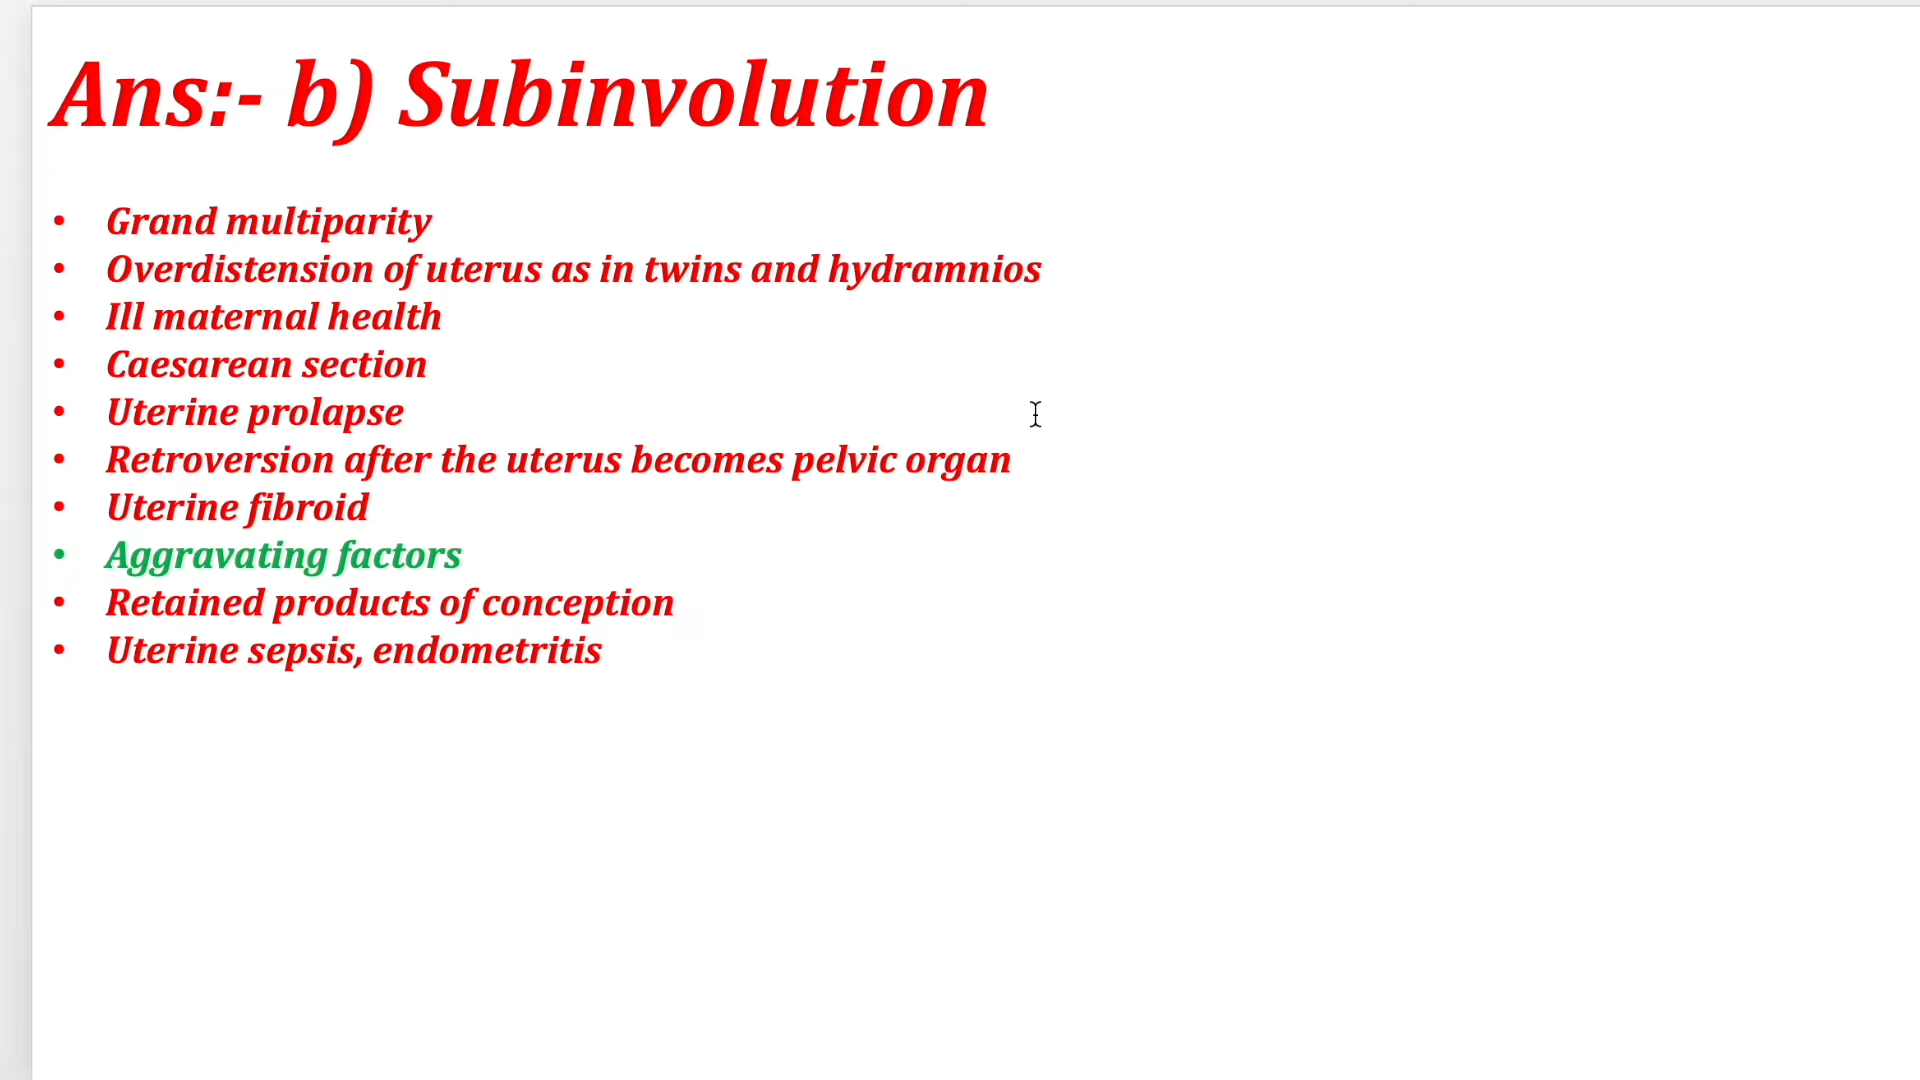 Ans:- b) Subinvolution
• Grand multiparity
• Overdistension of uterus as in twins and hydramnios
• Ill maternal health
• Caesarean section
• Uterine prolapse
• Retroversion after the uterus becomes pelvic organ
• Uterine fibroid
• Aggravating factors
• Retained products of conception
• Uterine sepsis, endometritis